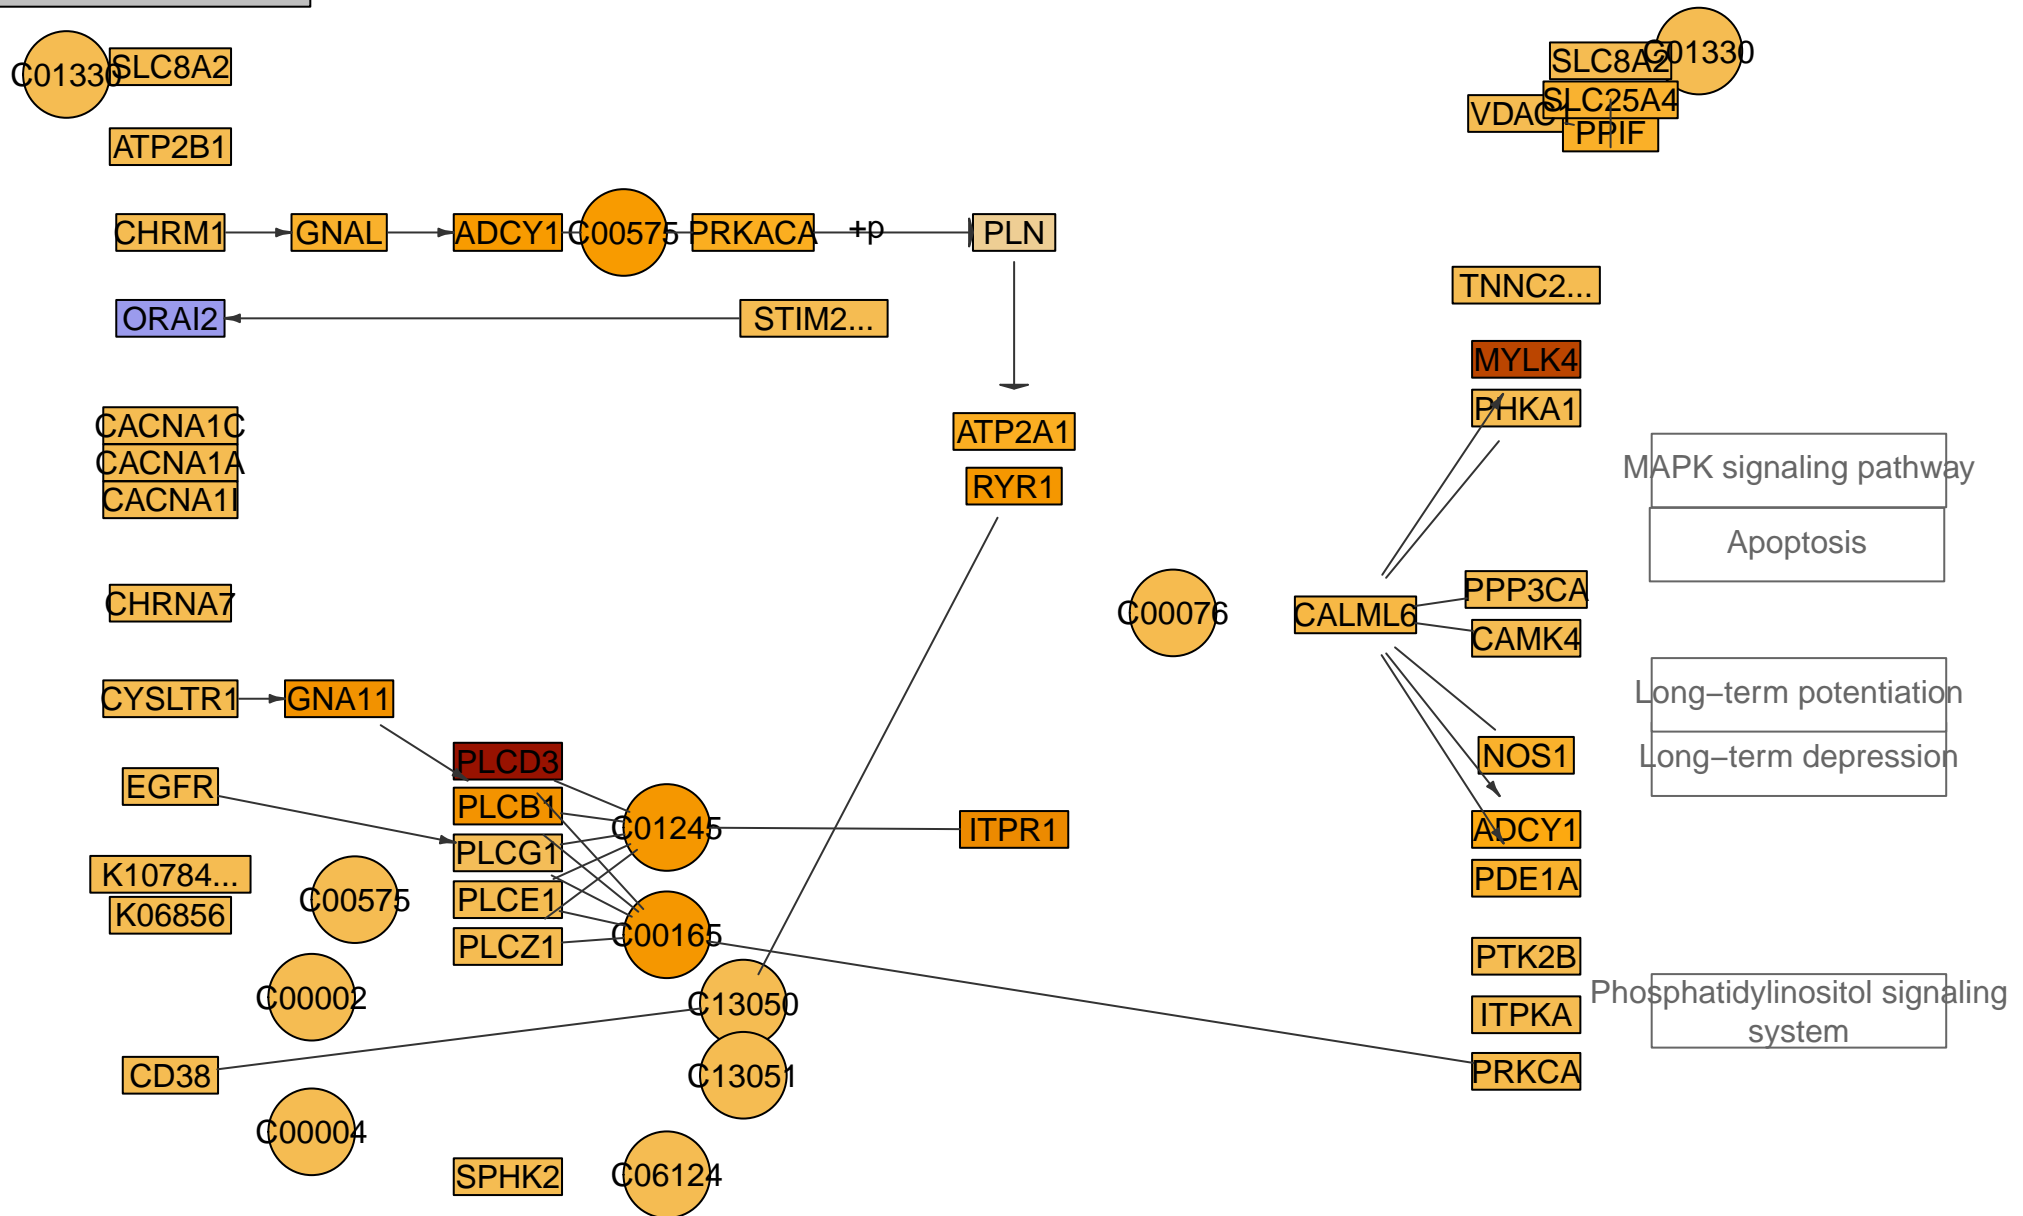 C01330
SLC8A2
SLC8A2
C01330
SLC25A4
VDAC1
PPIF
ATP2B1
CHRM1
GNAL
ADCY1
C00575
PRKACA
+p
PLN
TNNC2...
ORAI2
STIM2...
MYLK4
PHKA1
CACNA1C
CACNA1A
CACNA1I
ATP2A1
RYR1
MAPK signaling pathway
Apoptosis
CHRNA7
C00076
CALML6
PPP3CA
CAMK4
CYSLTR1
GNA11
Long−term potentiation
Long−term depression
PLCD3
NOS1
EGFR
PLCB1
C01245
ITPR1
ADCY1
PLCG1
K10784...
K06856
C00575
PLCE1
PDE1A
PLCZ1
C00165
PTK2B
C00002
C13050
Phosphatidylinositol signaling
system
ITPKA
CD38
C13051
PRKCA
C00004
SPHK2
C06124